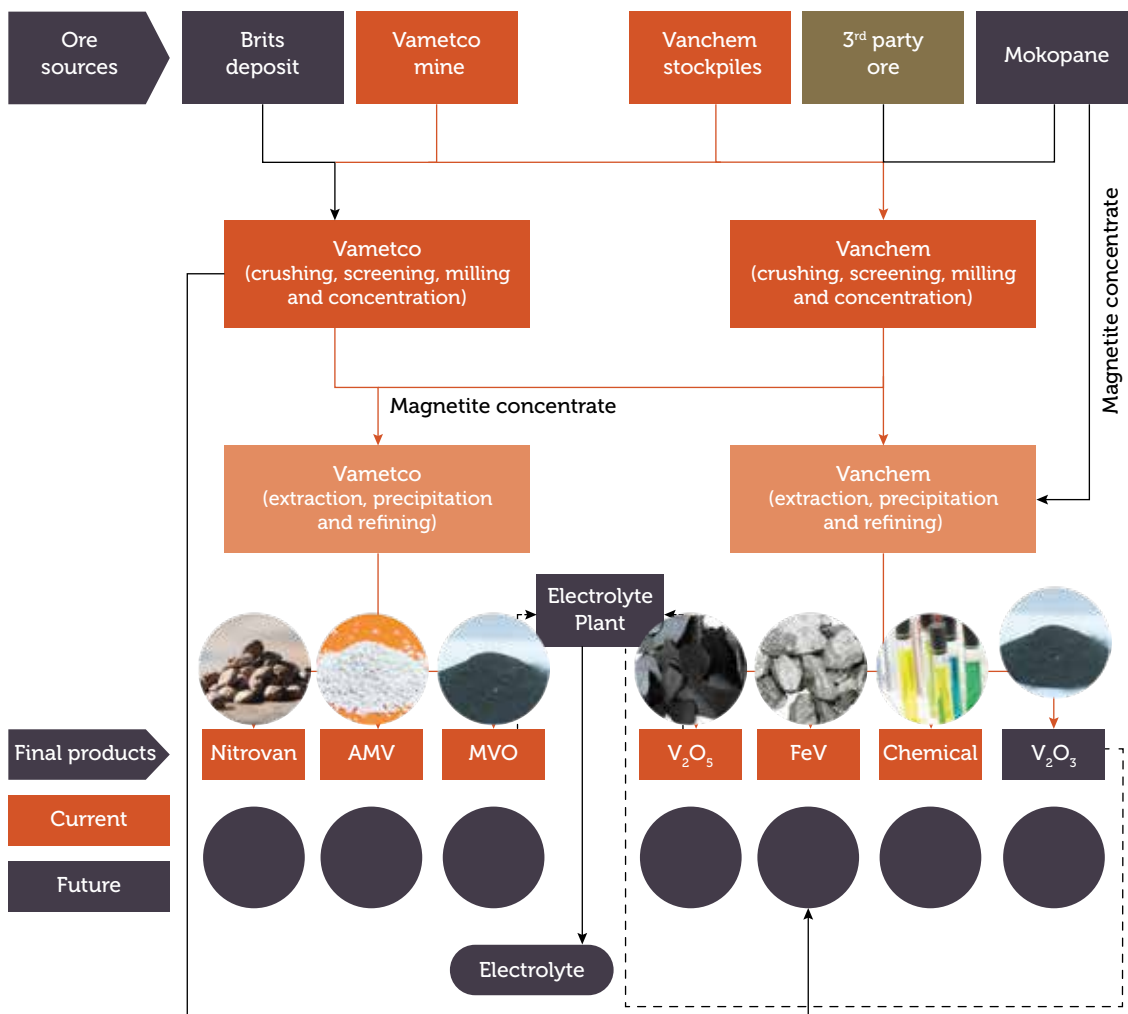 Ore
sources
Brits
deposit
Vametco
mine
Vanchem
stockpiles
3rd party
ore
Mokopane
Magnetite concentrate
Vametco
(crushing, screening, milling
and concentration)
Vanchem
(crushing, screening, milling
and concentration)
Magnetite concentrate
Vametco
(extraction, precipitation
and refining)
Vanchem
(extraction, precipitation
and refining)
Electrolyte
Plant
Final products
Nitrovan
AMV
MVO
V₂O₅
FeV
Chemical
V₂O₃
Current
Future
Electrolyte